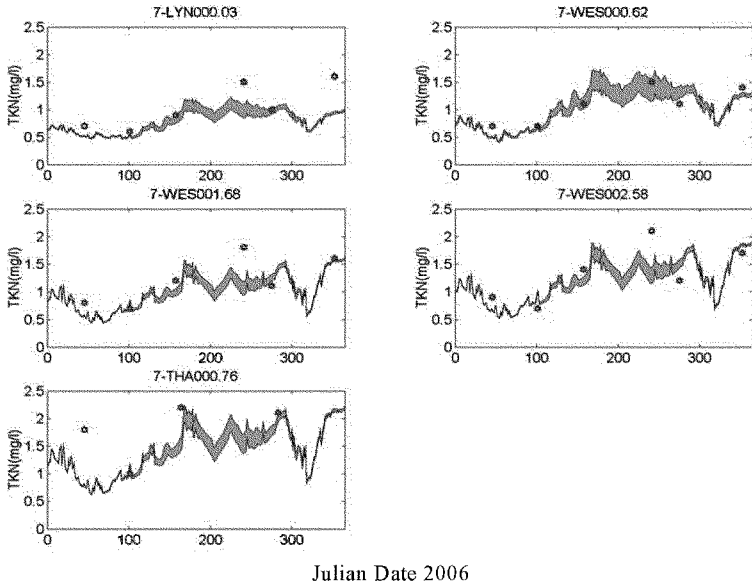 7-LYN000.03
7-WES000.62
TKN(mg/l)
2.5
2
1.5
1
0.5
0
0 100 200 300
TKN(mg/l)
2.5
2
1.5
1
0.5
0
0 100 200 300
7-WES001.68
7-WES002.58
TKN(mg/l)
2.5
2
1.5
1
0.5
0
0 100 200 300
TKN(mg/l)
2.5
2
1.5
1
0.5
0
0 100 200 300
7-THA000.76
TKN(mg/l)
2.5
2
1.5
1
0.5
0
0 100 200 300
Julian Date 2006